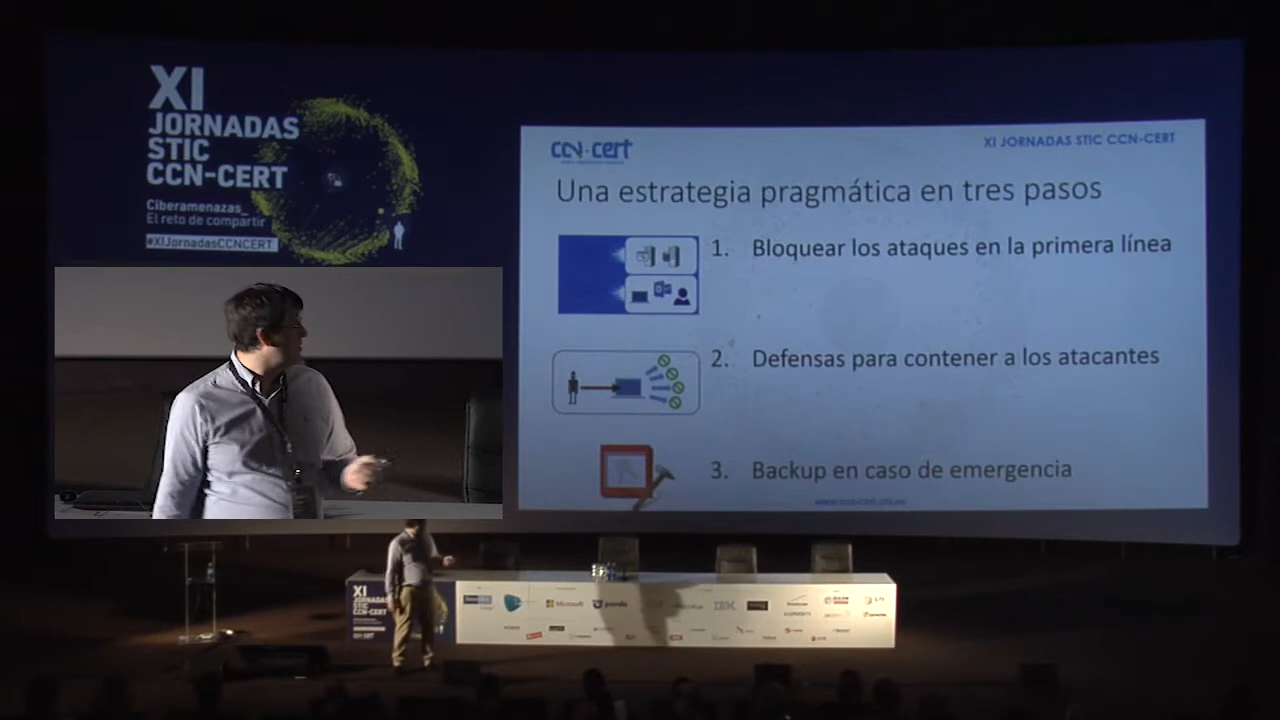 XI
JORNADAS
STIC
CCN-CERT
Ciberamenazas_
El reto de compartir
#XIJornadasCCNCERT
ccn-cert
XI JORNADAS STIC CCN-CERT
Una estrategia pragmática en tres pasos
1. Bloquear los ataques en la primera línea
2. Defensas para contener a los atacantes
3. Backup en caso de emergencia
XI
JORNADAS
STIC
CCN-CERT
Microsoft
panda
IBM